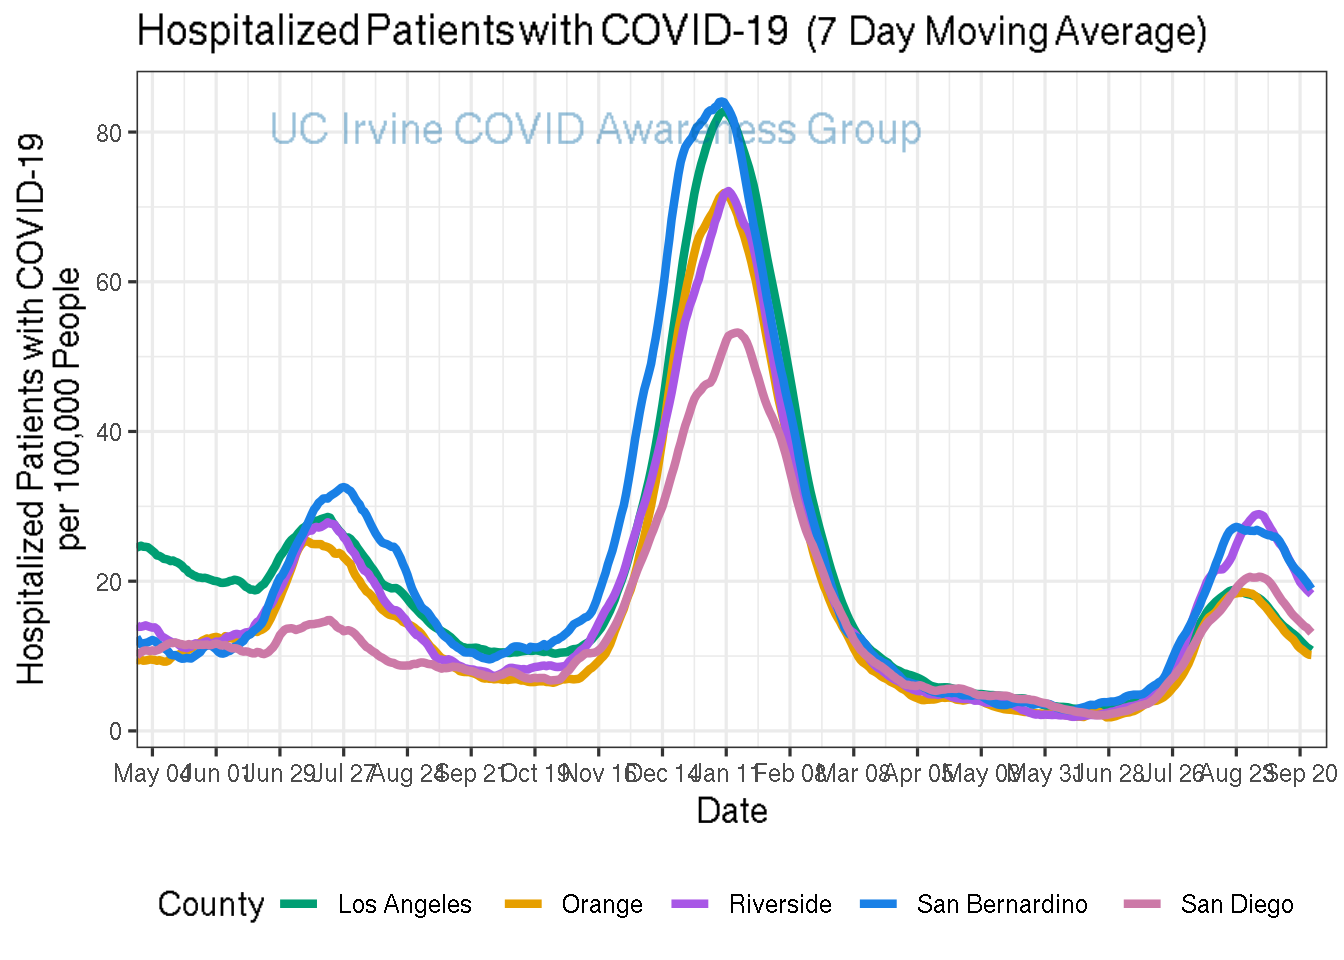 Hospitalized Patients with COVID-19 (7 Day Moving Average)
UC Irvine COVID Awareness Group
Hospitalized Patients with COVID-19
per 100,000 People
80
60
40
20
0
May 04 Jun 01 Jun 29 Jul 27 Aug 24 Sep 21 Oct 19 Nov 16 Dec 14 Jan 11 Feb 08 Mar 08 Apr 05 May 03 May 31 Jun 28 Jul 26 Aug 23 Sep 20
Date
County Los Angeles Orange Riverside San Bernardino San Diego